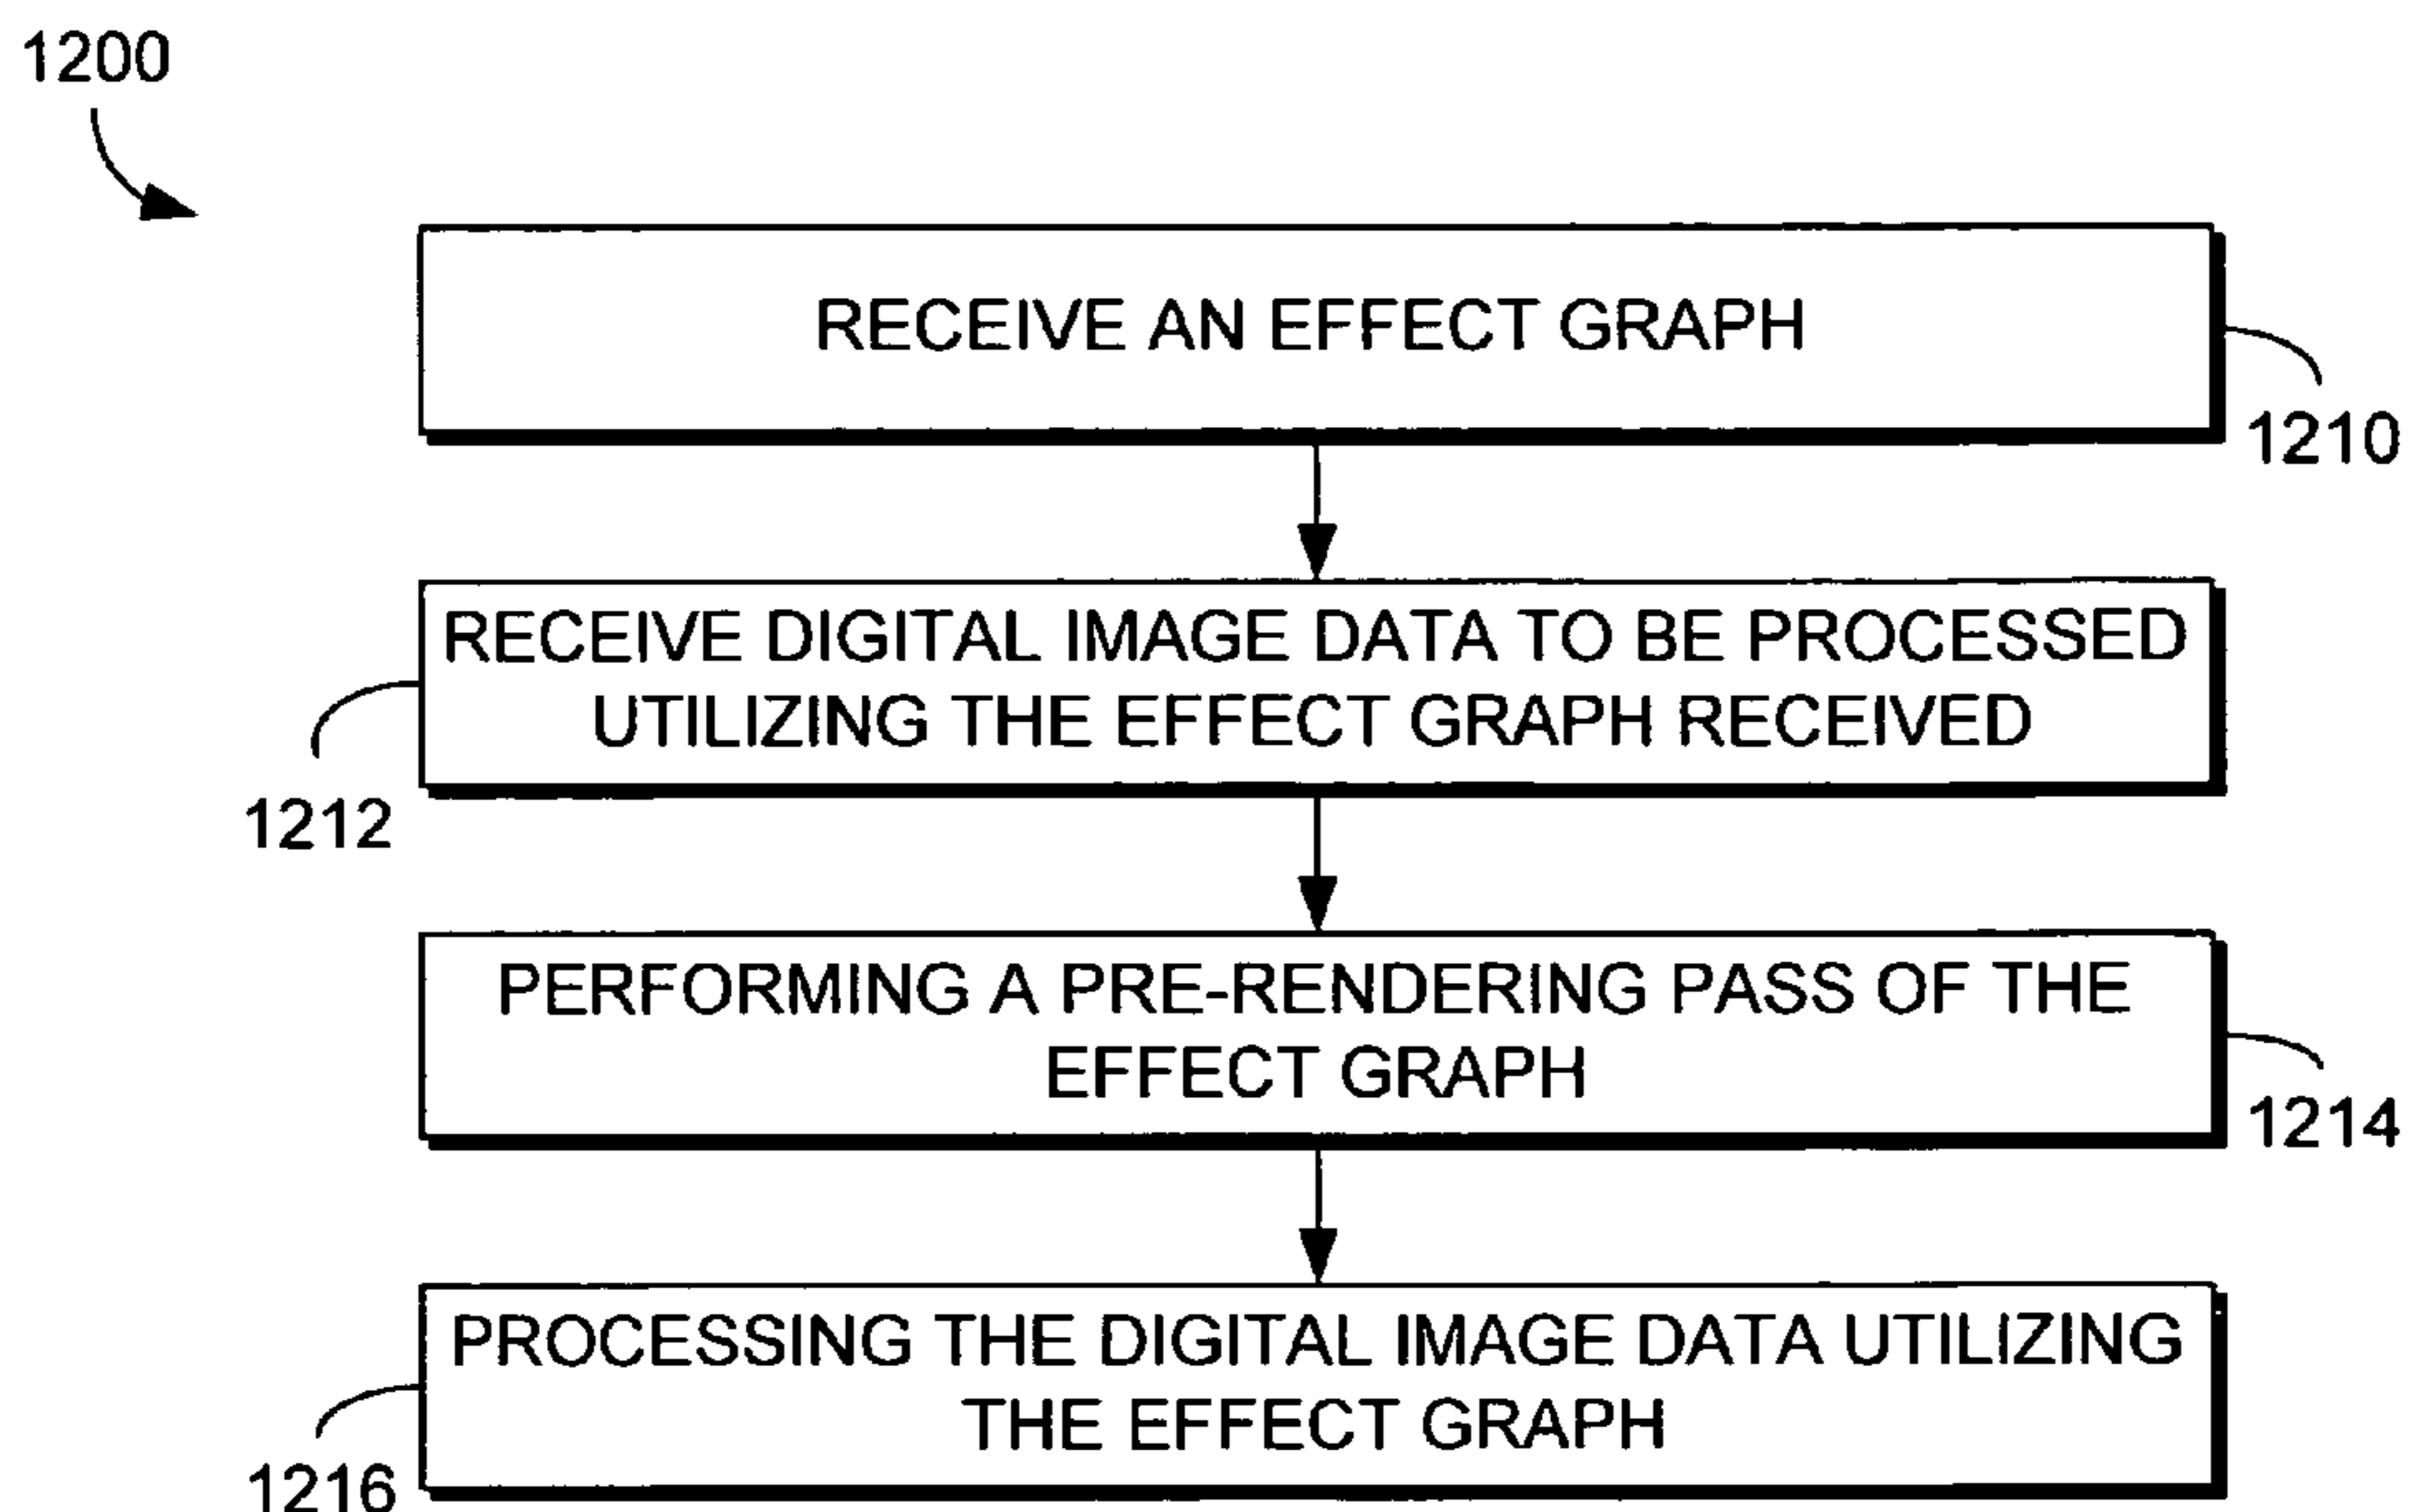 1200
RECEIVE AN EFFECT GRAPH
1210
RECEIVE DIGITAL IMAGE DATA TO BE PROCESSED
UTILIZING THE EFFECT GRAPH RECEIVED
1212
PERFORMING A PRE-RENDERING PASS OF THE
EFFECT GRAPH
1214
PROCESSING THE DIGITAL IMAGE DATA UTILIZING
THE EFFECT GRAPH
1216